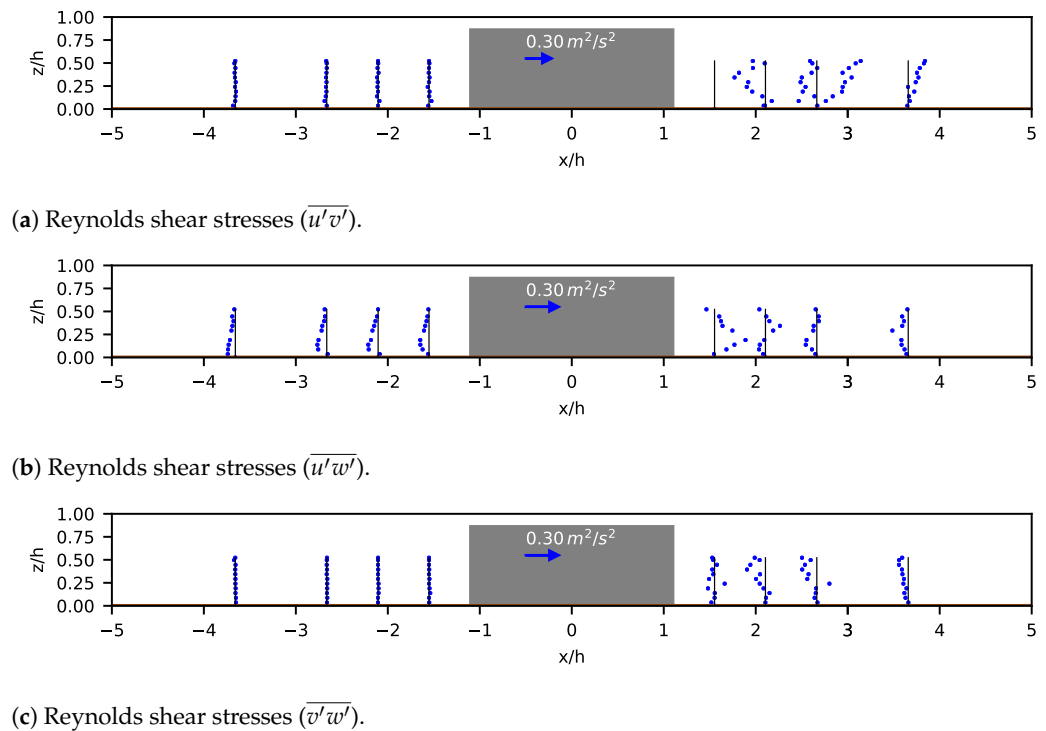 1.00
0.75
0.50
0.25
0.00
z/h
0.30 m²/s²
−5 −4 −3 −2 −1 0 1 2 3 4 5
x/h
(a) Reynolds shear stresses (u′v′).
1.00
0.75
0.50
0.25
0.00
z/h
0.30 m²/s²
−5 −4 −3 −2 −1 0 1 2 3 4 5
x/h
(b) Reynolds shear stresses (u′w′).
1.00
0.75
0.50
0.25
0.00
z/h
0.30 m²/s²
−5 −4 −3 −2 −1 0 1 2 3 4 5
x/h
(c) Reynolds shear stresses (v′w′).